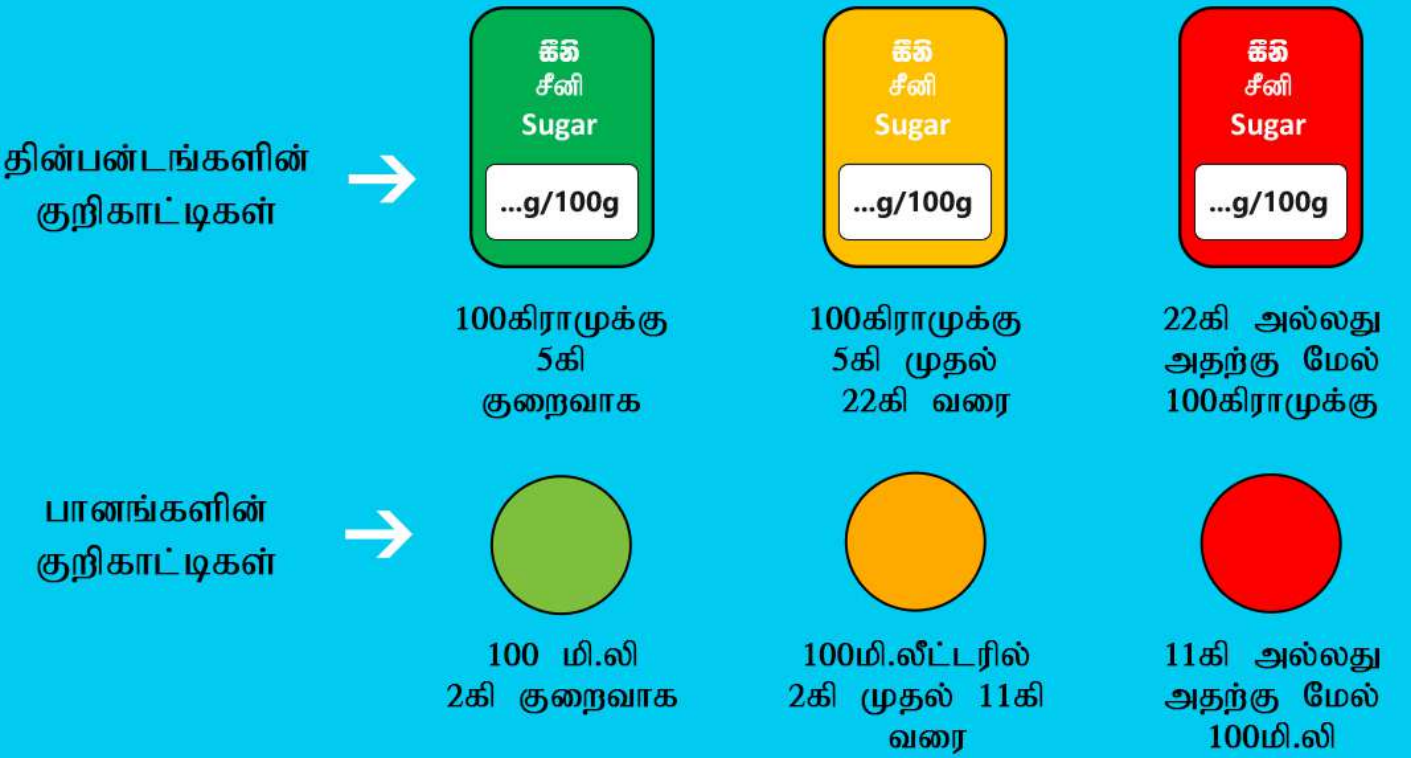 සීනි
சீனி
Sugar
...g/100g
සීනි
சீனி
Sugar
...g/100g
සීනි
சீனி
Sugar
...g/100g
தின்பன்டங்களின்
குறிகாட்டிகள்
100கிராமுக்கு
5கி
குறைவாக
100கிராமுக்கு
5கி முதல்
22கி வரை
22கி அல்லது
அதற்கு மேல்
100கிராமுக்கு
பானங்களின்
குறிகாட்டிகள்
100 மி.லி
2கி குறைவாக
100மி.லீட்டரில்
2கி முதல் 11கி
வரை
11கி அல்லது
அதற்கு மேல்
100மி.லி